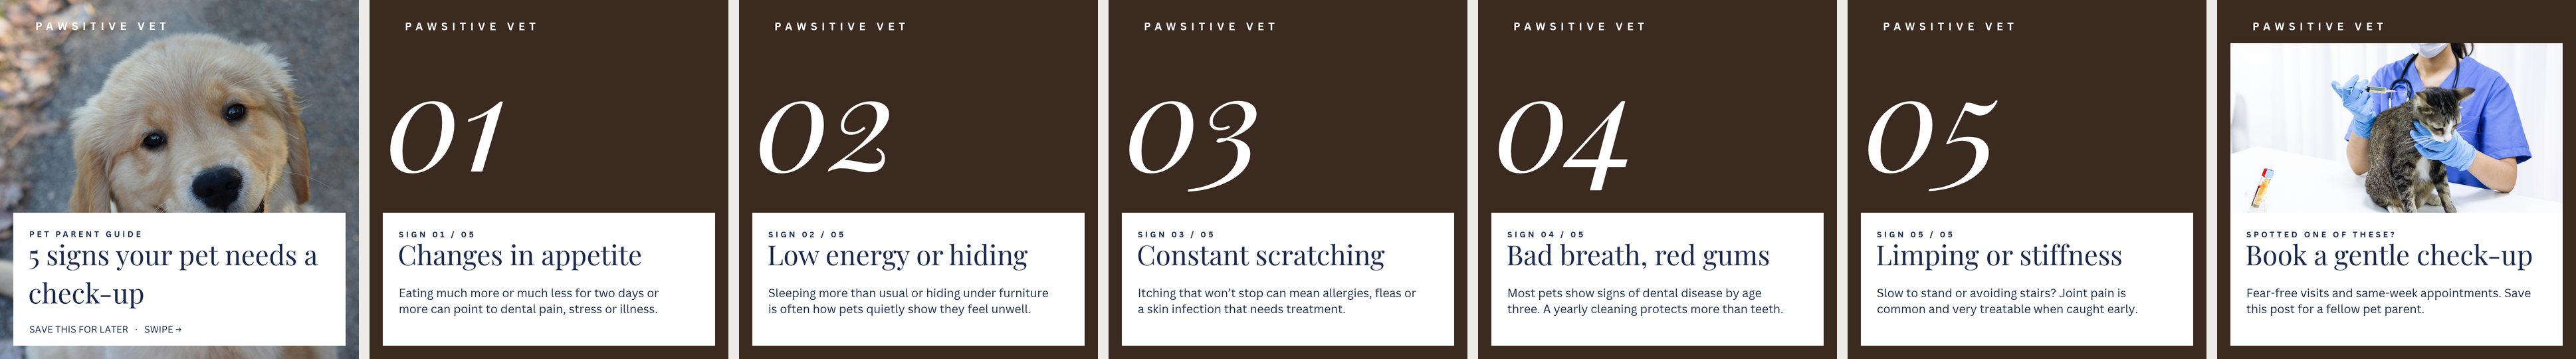 PAWSITIVE VET
PET PARENT GUIDE
5 signs your pet needs a
check-up
SAVE THIS FOR LATER · SWIPE →
PAWSITIVE VET
01
SIGN 01 / 05
Changes in appetite
Eating much more or much less for two days or
more can point to dental pain, stress or illness.
PAWSITIVE VET
02
SIGN 02 / 05
Low energy or hiding
Sleeping more than usual or hiding under furniture
is often how pets quietly show they feel unwell.
PAWSITIVE VET
03
SIGN 03 / 05
Constant scratching
Itching that won’t stop can mean allergies, fleas or
a skin infection that needs treatment.
PAWSITIVE VET
04
SIGN 04 / 05
Bad breath, red gums
Most pets show signs of dental disease by age
three. A yearly cleaning protects more than teeth.
PAWSITIVE VET
05
SIGN 05 / 05
Limping or stiffness
Slow to stand or avoiding stairs? Joint pain is
common and very treatable when caught early.
PAWSITIVE VET
SPOTTED ONE OF THESE?
Book a gentle check-up
Fear-free visits and same-week appointments. Save
this post for a fellow pet parent.